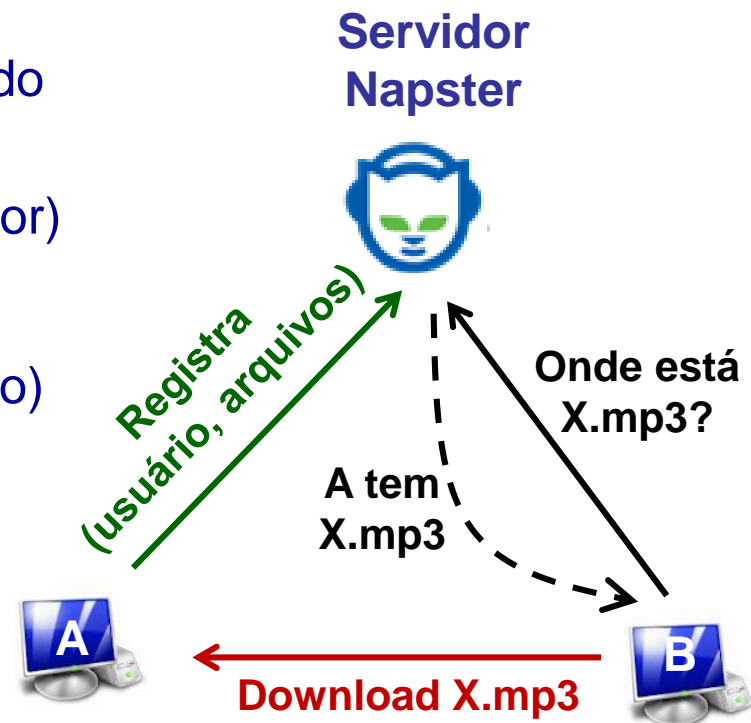 Servidor
Napster
do
or)
o)
Registra
(usuário, arquivos)
Onde está
X.mp3?
A tem
X.mp3
A
B
Download X.mp3